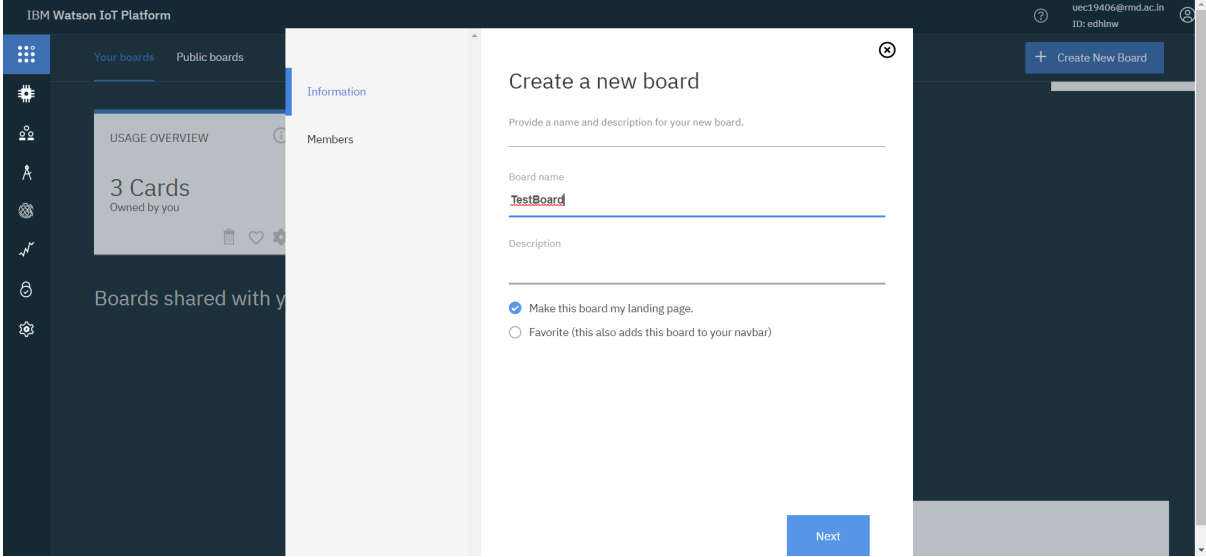 IBM Watson IoT Platform
uec19406@rmd.ac.in
ID: edhlnw
Your boards
Public boards
Create New Board
USAGE OVERVIEW
3 Cards
Owned by you
Boards shared with y
Information
Members
Create a new board
Provide a name and description for your new board.
Board name
TestBoard
Description
Make this board my landing page.
Favorite (this also adds this board to your navbar)
Next